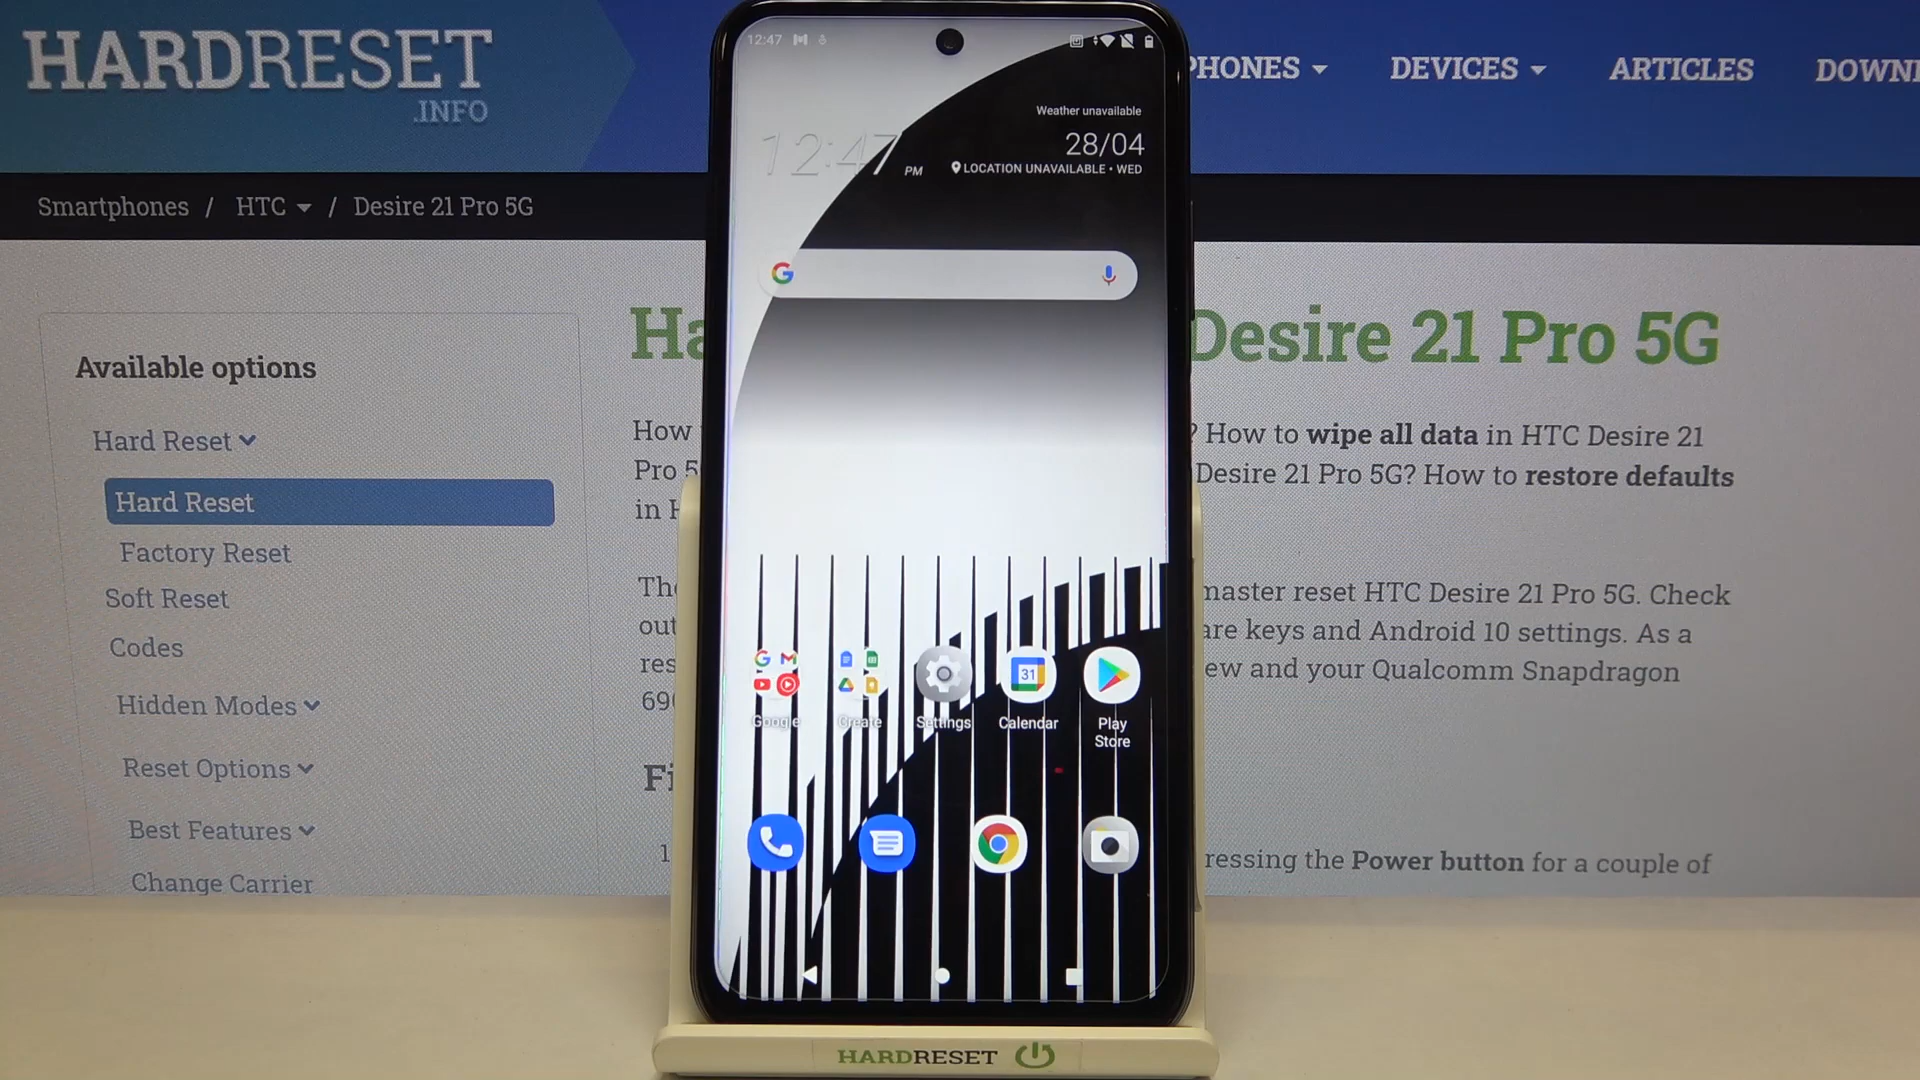 HARDRESET
.INFO
PHONES
DEVICES
ARTICLES
Smartphones / HTC / Desire 21 Pro 5G
Available options
Hard Reset
Hard Reset
Factory Reset
Soft Reset
Codes
Hidden Modes
Reset Options
Best Features
Change Carrier
Desire 21 Pro 5G
How
? How to wipe all data in HTC Desire 21
Pro
Desire 21 Pro 5G? How to restore defaults
in
master reset HTC Desire 21 Pro 5G. Check
keys and Android 10 settings. As a
and your Qualcomm Snapdragon
the Power button for a couple of
12:47
Weather unavailable
12:47 PM
28/04
LOCATION UNAVAILABLE • WED
G
31
Google
Create
Settings
Calendar
Play
Store
HARDRESET